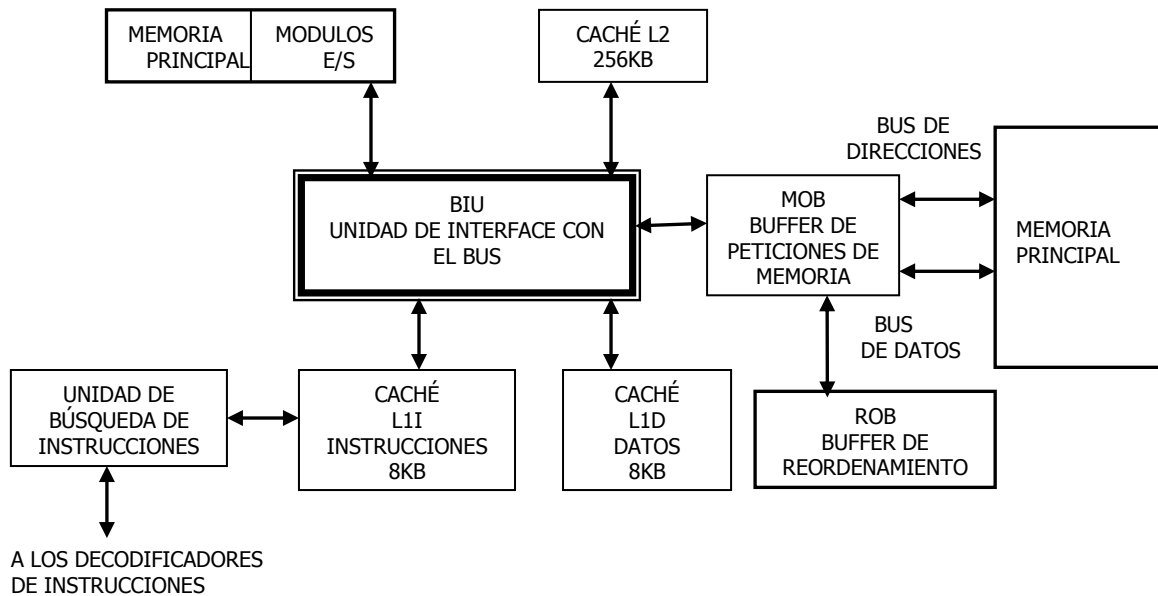 MEMORIA
PRINCIPAL
MODULOS
E/S
CACHÉ L2
256KB
BUS DE
DIRECCIONES
BIU
UNIDAD DE INTERFACE CON
EL BUS
MOB
BUFFER DE
PETICIONES DE
MEMORIA
MEMORIA
PRINCIPAL
BUS
DE DATOS
UNIDAD DE
BÚSQUEDA DE
INSTRUCCIONES
CACHÉ
L1I
INSTRUCCIONES
8KB
CACHÉ
L1D
DATOS
8KB
ROB
BUFFER DE
REORDENAMIENTO
A LOS DECODIFICADORES
DE INSTRUCCIONES